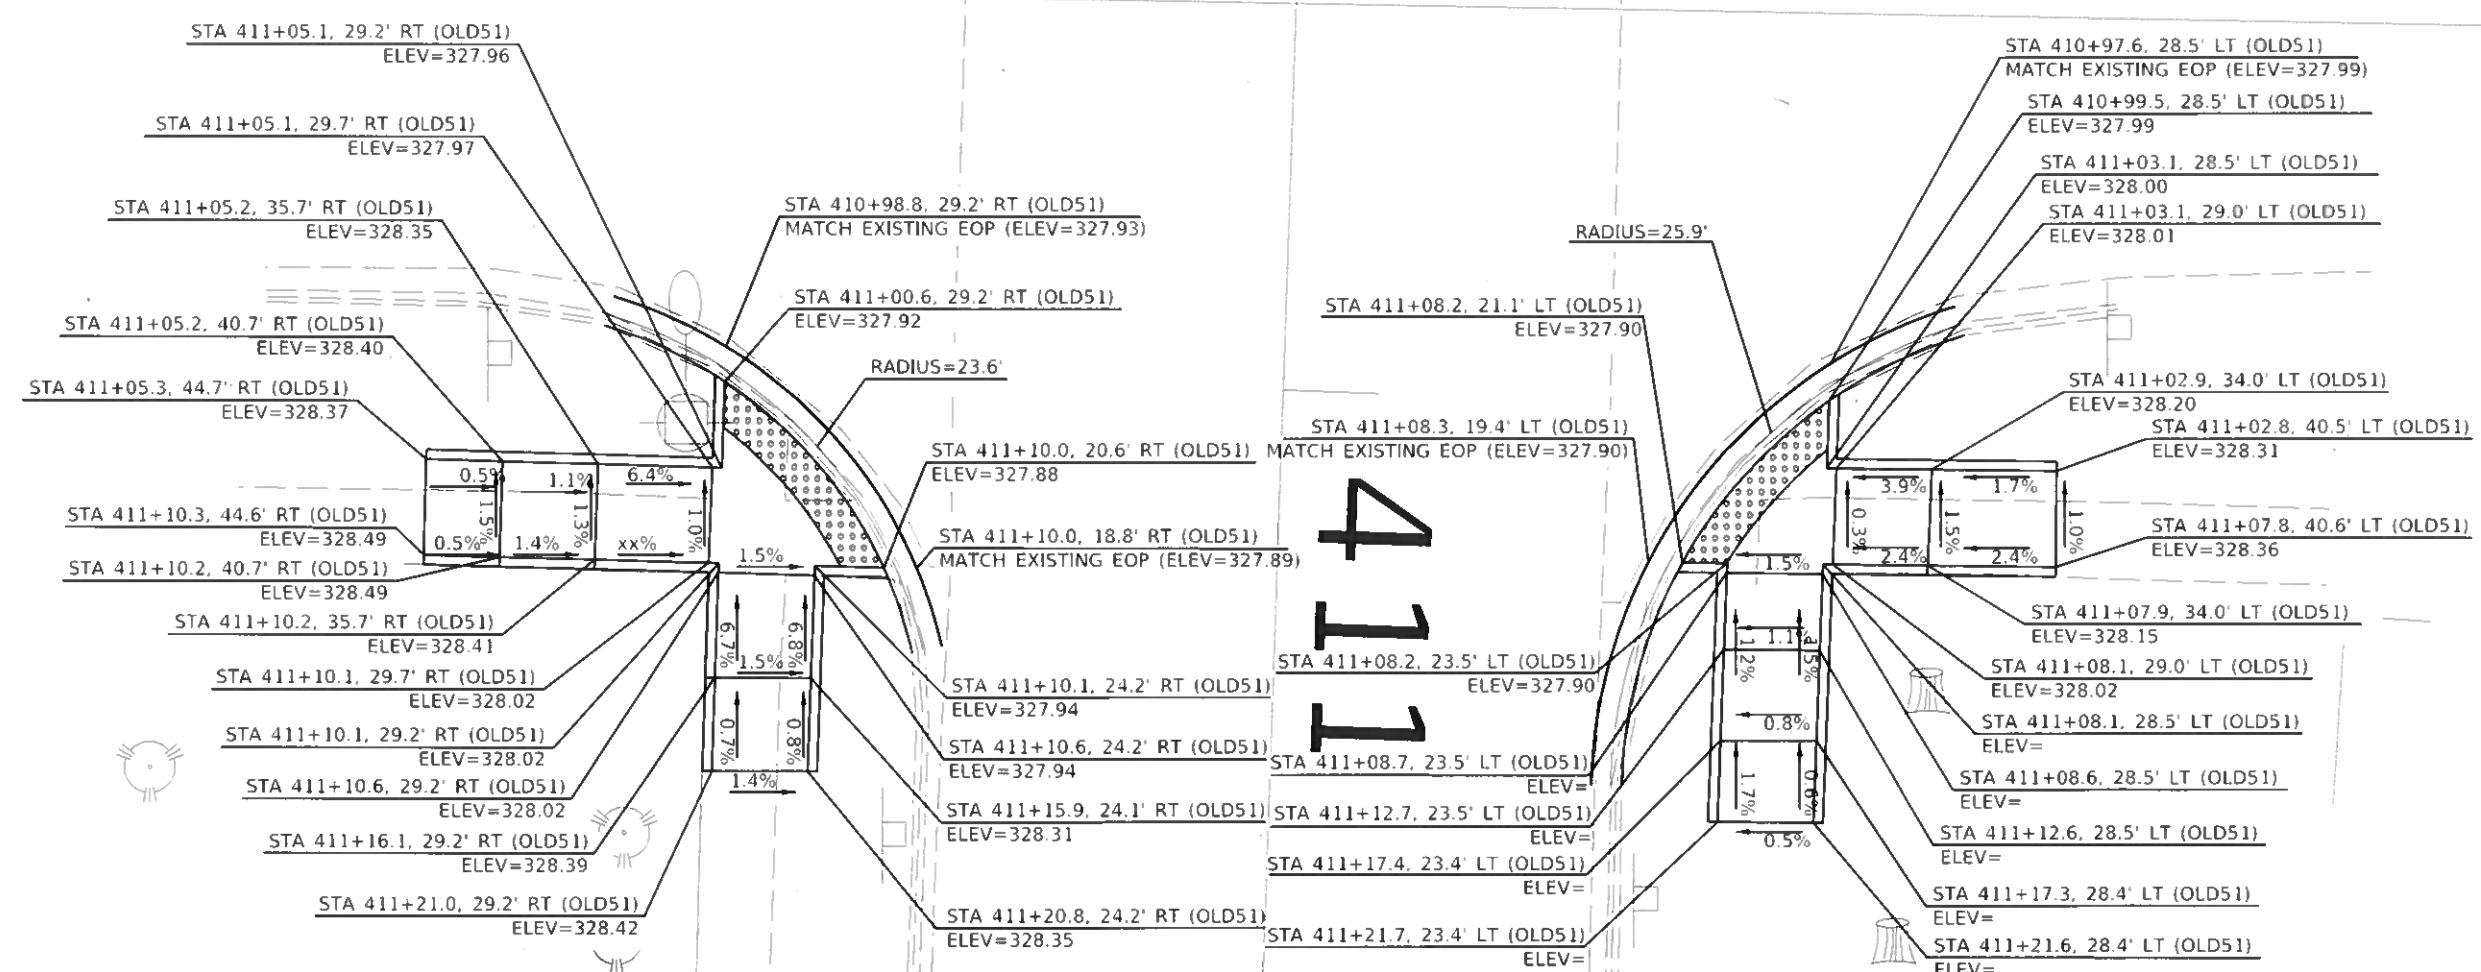 STA 411+05.1, 29.2' RT (OLD51)
ELEV=327.96
STA 411+05.1, 29.7' RT (OLD51)
ELEV=327.97
STA 411+05.2, 35.7' RT (OLD51)
ELEV=328.35
STA 411+05.2, 40.7' RT (OLD51)
ELEV=328.40
STA 411+05.3, 44.7' RT (OLD51)
ELEV=328.37
STA 411+10.3, 44.6' RT (OLD51)
ELEV=328.49
STA 411+10.2, 40.7' RT (OLD51)
ELEV=328.49
STA 411+10.2, 35.7' RT (OLD51)
ELEV=328.41
STA 411+10.1, 29.7' RT (OLD51)
ELEV=328.02
STA 411+10.1, 29.2' RT (OLD51)
ELEV=328.02
STA 411+10.6, 29.2' RT (OLD51)
ELEV=328.02
STA 411+16.1, 29.2' RT (OLD51)
ELEV=328.39
STA 411+21.0, 29.2' RT (OLD51)
ELEV=328.42
0.5%
1.1%
6.4%
1.5%
1.3%
1.0%
0.5%
1.4%
xx%
1.5%
6.7%
6.8%
1.5%
0.7%
0.8%
1.4%
STA 410+98.8, 29.2' RT (OLD51)
MATCH EXISTING EOP (ELEV=327.93)
STA 411+00.6, 29.2' RT (OLD51)
ELEV=327.92
RADIUS=23.6'
STA 411+10.0, 20.6' RT (OLD51)
ELEV=327.88
STA 411+10.0, 18.8' RT (OLD51)
MATCH EXISTING EOP (ELEV=327.89)
STA 411+10.1, 24.2' RT (OLD51)
ELEV=327.94
STA 411+10.6, 24.2' RT (OLD51)
ELEV=327.94
STA 411+15.9, 24.1' RT (OLD51)
ELEV=328.31
STA 411+20.8, 24.2' RT (OLD51)
ELEV=328.35
411
RADIUS=25.9'
STA 411+08.2, 21.1' LT (OLD51)
ELEV=327.90
STA 411+08.3, 19.4' LT (OLD51)
MATCH EXISTING EOP (ELEV=327.90)
STA 411+08.2, 23.5' LT (OLD51)
ELEV=327.90
STA 411+08.7, 23.5' LT (OLD51)
ELEV=
STA 411+12.7, 23.5' LT (OLD51)
ELEV=
STA 411+17.4, 23.4' LT (OLD51)
ELEV=
STA 411+21.7, 23.4' LT (OLD51)
ELEV=
3.9%
1.7%
0.3%
1.5%
1.0%
1.5%
2.4%
2.4%
0.8%
1.7%
0.6%
0.5%
STA 410+97.6, 28.5' LT (OLD51)
MATCH EXISTING EOP (ELEV=327.99)
STA 410+99.5, 28.5' LT (OLD51)
ELEV=327.99
STA 411+03.1, 28.5' LT (OLD51)
ELEV=328.00
STA 411+03.1, 29.0' LT (OLD51)
ELEV=328.01
STA 411+02.9, 34.0' LT (OLD51)
ELEV=328.20
STA 411+02.8, 40.5' LT (OLD51)
ELEV=328.31
STA 411+07.8, 40.6' LT (OLD51)
ELEV=328.36
STA 411+07.9, 34.0' LT (OLD51)
ELEV=328.15
STA 411+08.1, 29.0' LT (OLD51)
ELEV=328.02
STA 411+08.1, 28.5' LT (OLD51)
ELEV=
STA 411+08.6, 28.5' LT (OLD51)
ELEV=
STA 411+12.6, 28.5' LT (OLD51)
ELEV=
STA 411+17.3, 28.4' LT (OLD51)
ELEV=
STA 411+21.6, 28.4' LT (OLD51)
ELEV=